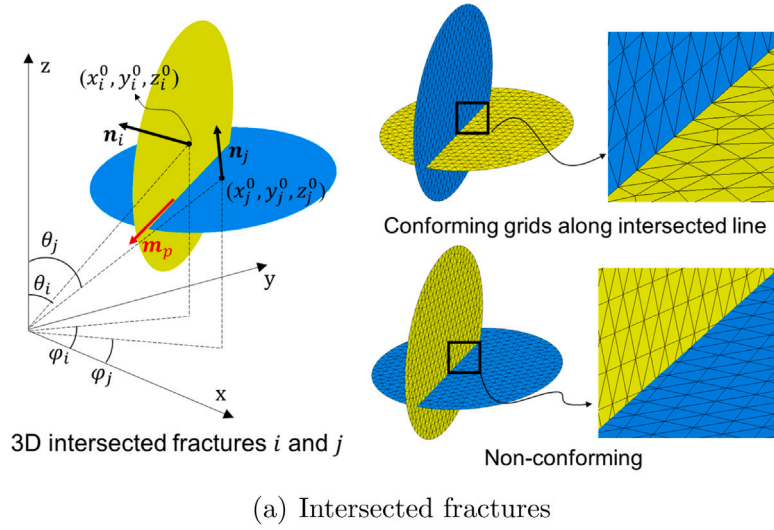 z
(x_i^0, y_i^0, z_i^0)
n_i
n_j
(x_j^0, y_j^0, z_j^0)
m_p
θ_j
θ_i
y
φ_i
φ_j
x
3D intersected fractures i and j
Conforming grids along intersected line
Non-conforming
(a) Intersected fractures